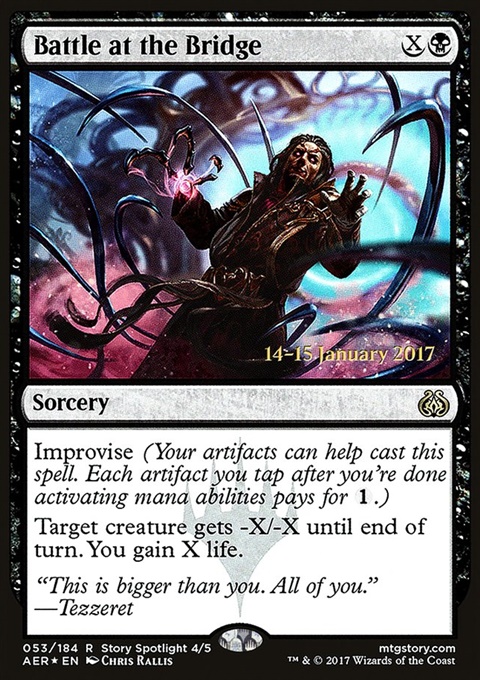 Battle at the Bridge X
14–15 January 2017
Sorcery
Improvise (Your artifacts can help cast this
spell. Each artifact you tap after you're done
activating mana abilities pays for 1.)
Target creature gets -X/-X until end of
turn. You gain X life.
"This is bigger than you. All of you."
—Tezzeret
053/184 R Story Spotlight 4/5
mtgstory.com
AER★EN Chris Rallis
™ & © 2017 Wizards of the Coast